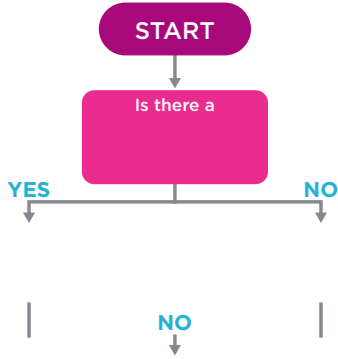 START
Is there a
YES
NO
NO